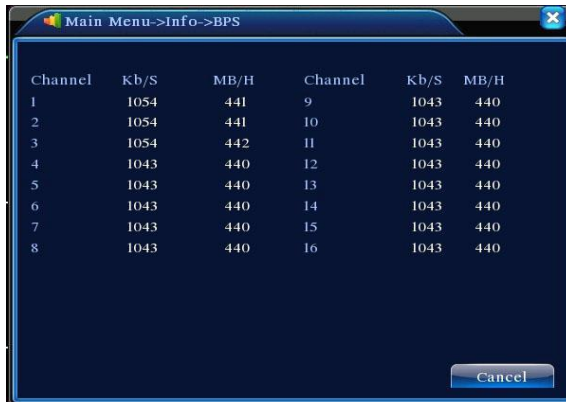 Main Menu->Info->BPS
Channel Kb/S MB/H Channel Kb/S MB/H
1 1054 441 9 1043 440
2 1054 441 10 1043 440
3 1054 442 11 1043 440
4 1043 440 12 1043 440
5 1043 440 13 1043 440
6 1043 440 14 1043 440
7 1043 440 15 1043 440
8 1043 440 16 1043 440
Cancel